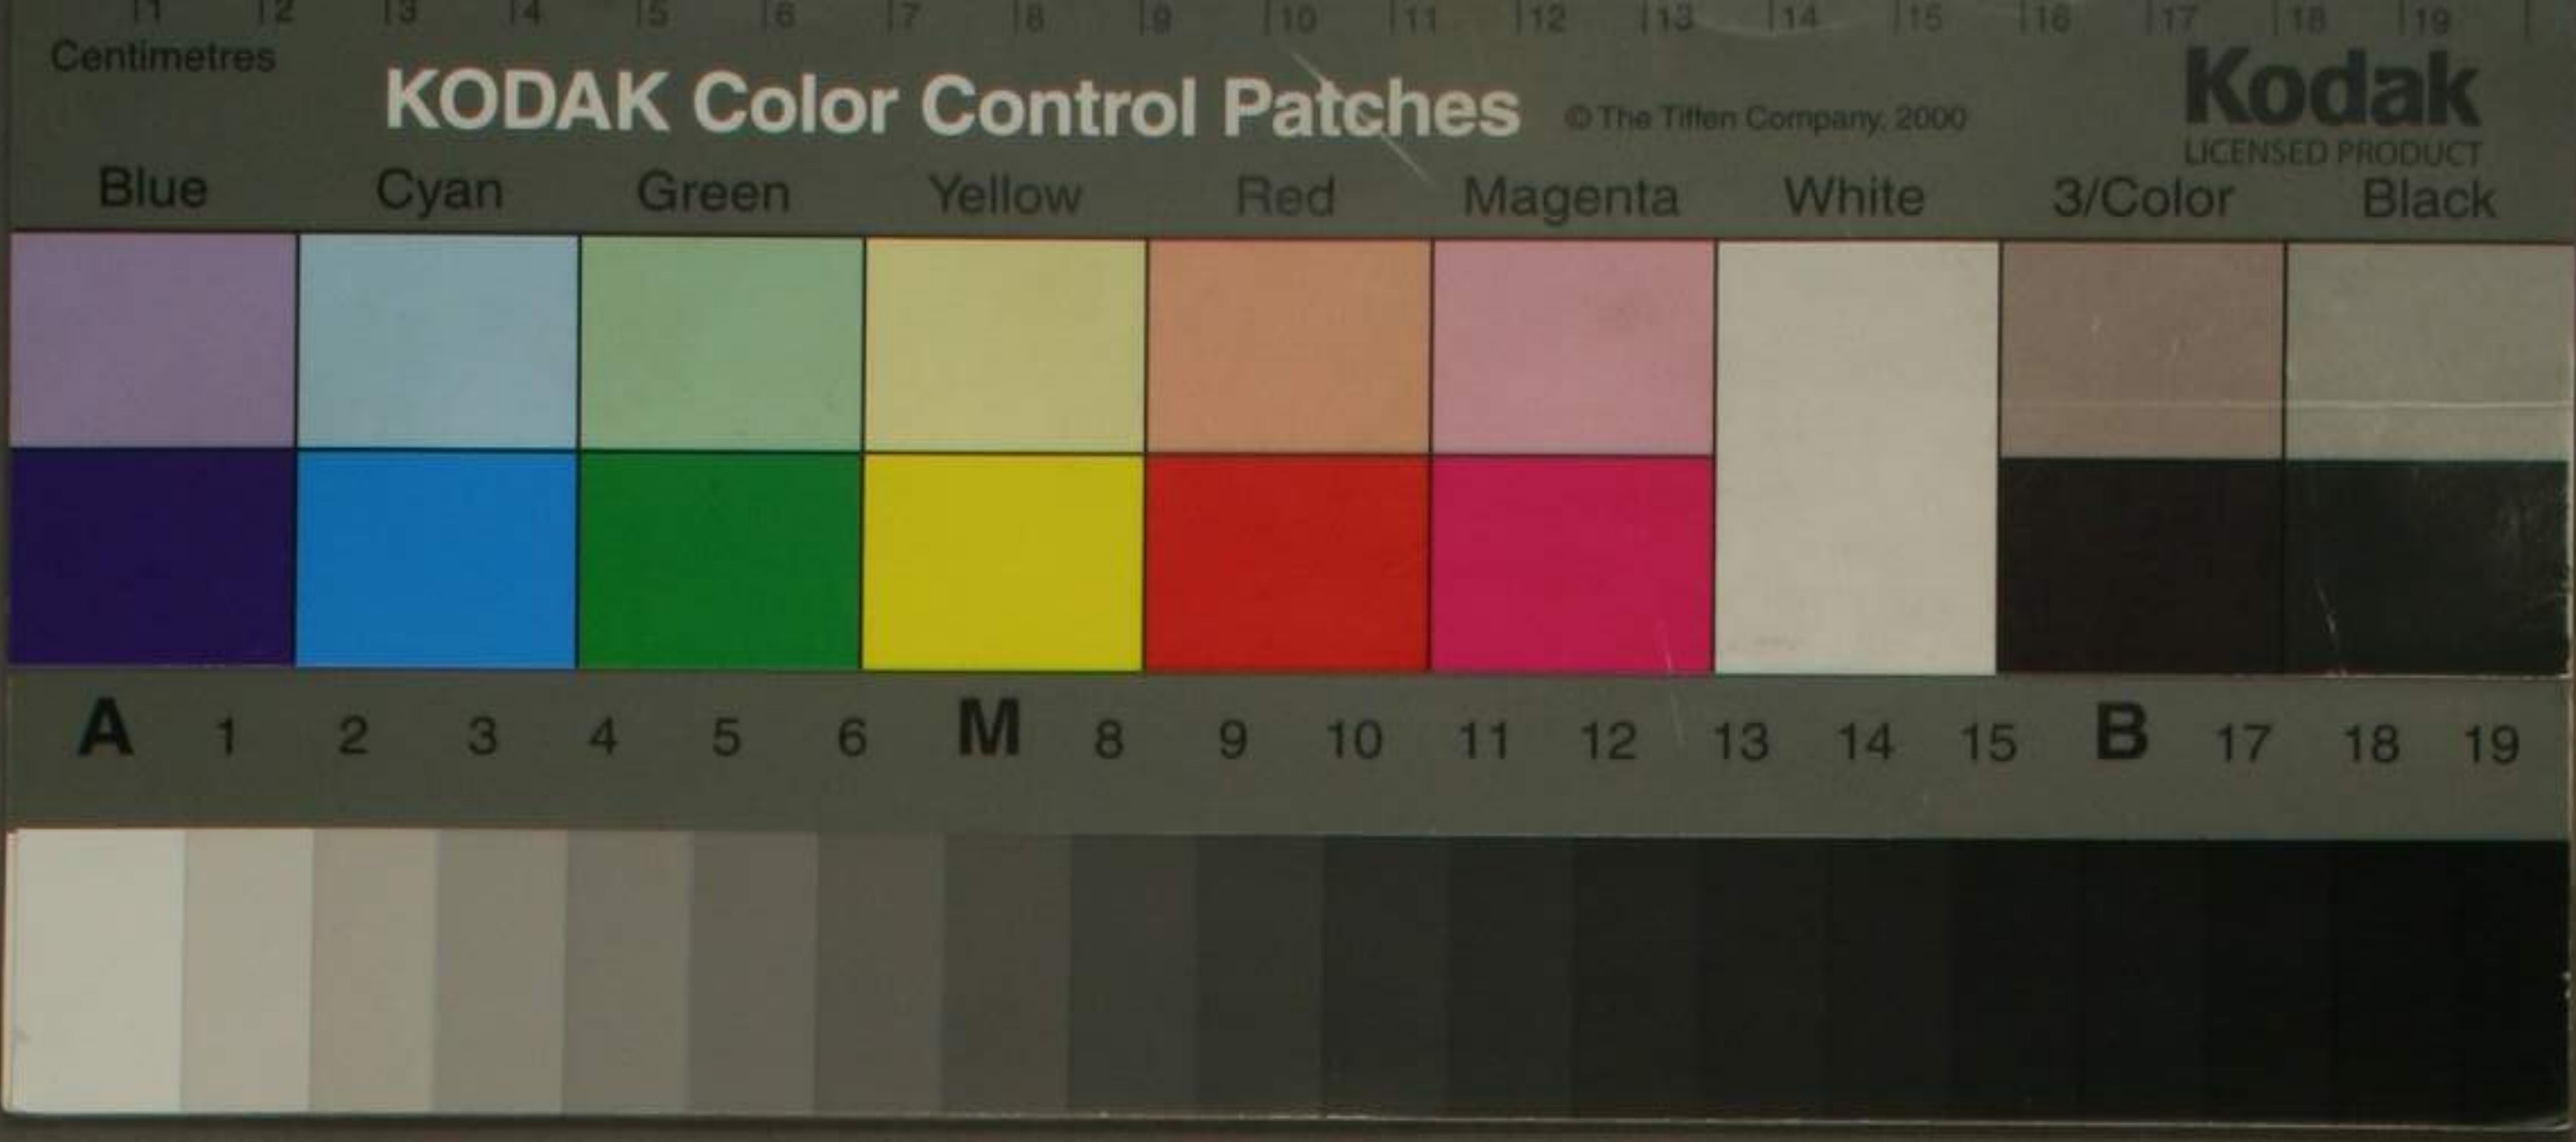 1 2 3 4 5 6 7 8 9 10 11 12 13 14 15 16 17 18 19
Centimetres
KODAK Color Control Patches © The Tiffen Company, 2000
Kodak
LICENSED PRODUCT
Blue Cyan Green Yellow Red Magenta White 3/Color Black
A 1 2 3 4 5 6 M 8 9 10 11 12 13 14 15 B 17 18 19